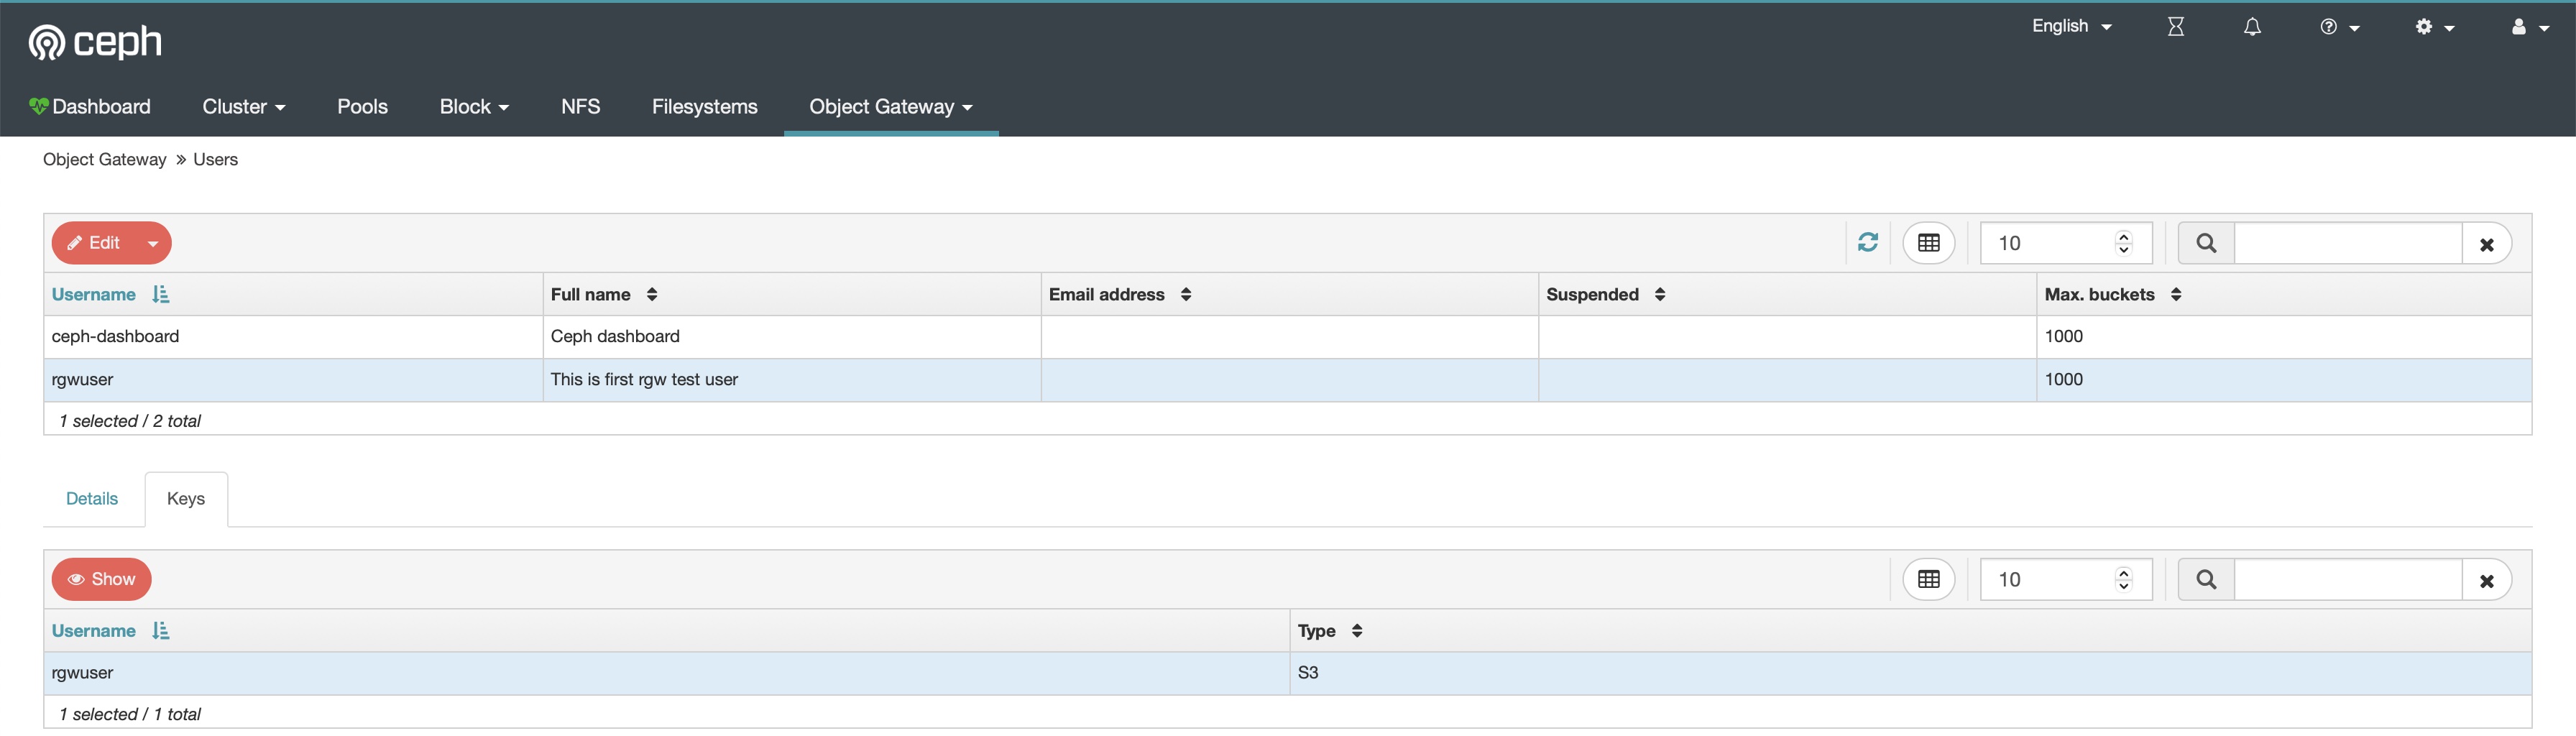 ceph
English
Dashboard Cluster Pools Block NFS Filesystems Object Gateway
Object Gateway » Users
Edit 10
Username Full name Email address Suspended Max. buckets
ceph-dashboard Ceph dashboard 1000
rgwuser This is first rgw test user 1000
1 selected / 2 total
Details Keys
Show 10
Username Type
rgwuser S3
1 selected / 1 total